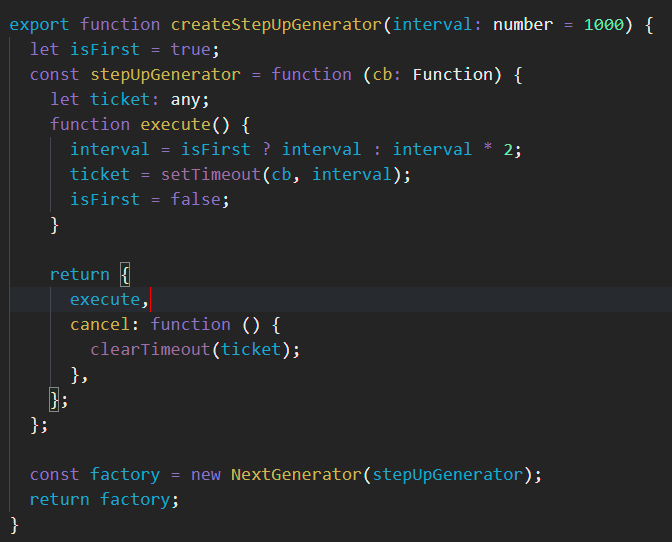 export function createStepUpGenerator(interval: number = 1000) {
  let isFirst = true;
  const stepUpGenerator = function (cb: Function) {
    let ticket: any;
    function execute() {
      interval = isFirst ? interval : interval * 2;
      ticket = setTimeout(cb, interval);
      isFirst = false;
    }

    return {
      execute,
      cancel: function () {
        clearTimeout(ticket);
      },
    };
  };

  const factory = new NextGenerator(stepUpGenerator);
  return factory;
}